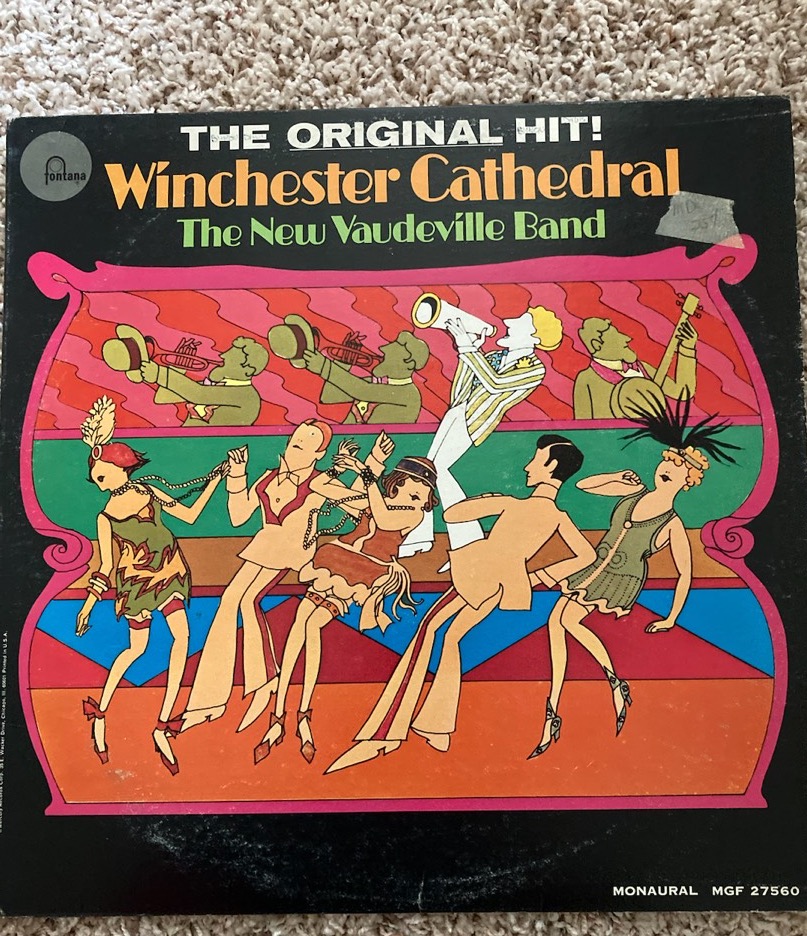 THE ORIGINAL HIT!
fontana
Winchester Cathedral
The New Vaudeville Band
MONAURAL MGF 27560